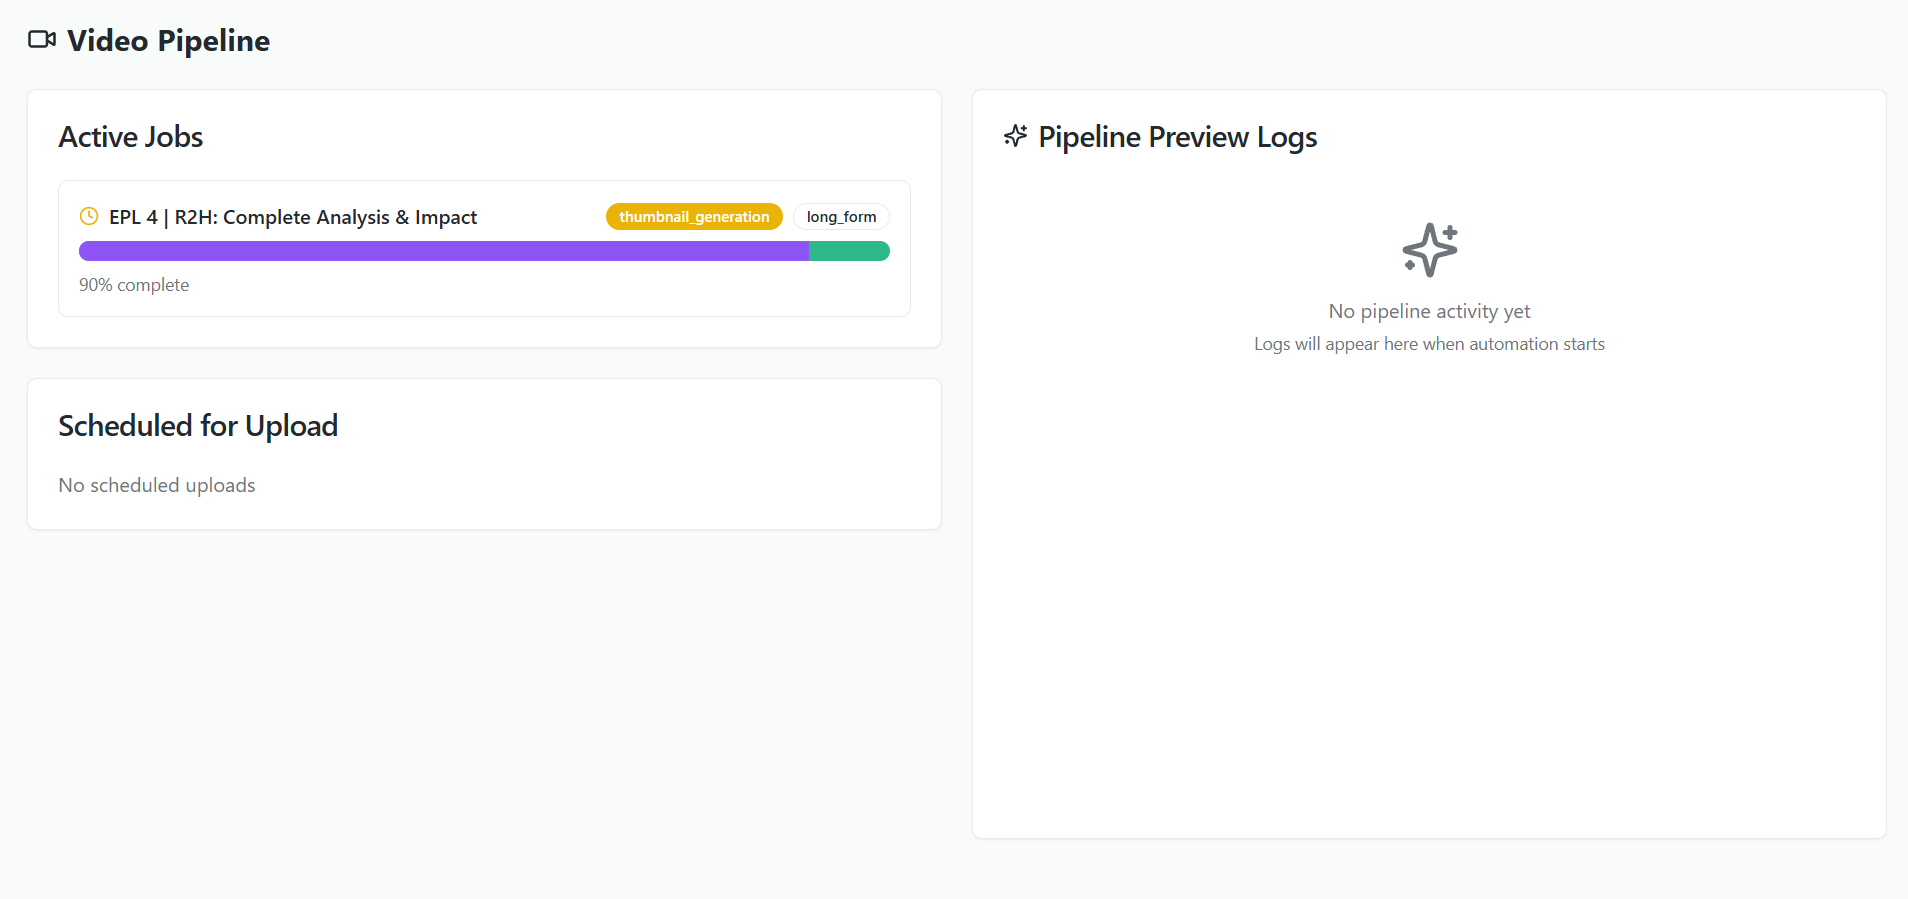 Video Pipeline
Active Jobs
EPL 4 | R2H: Complete Analysis & Impact
thumbnail_generation
long_form
90% complete
Scheduled for Upload
No scheduled uploads
Pipeline Preview Logs
No pipeline activity yet
Logs will appear here when automation starts